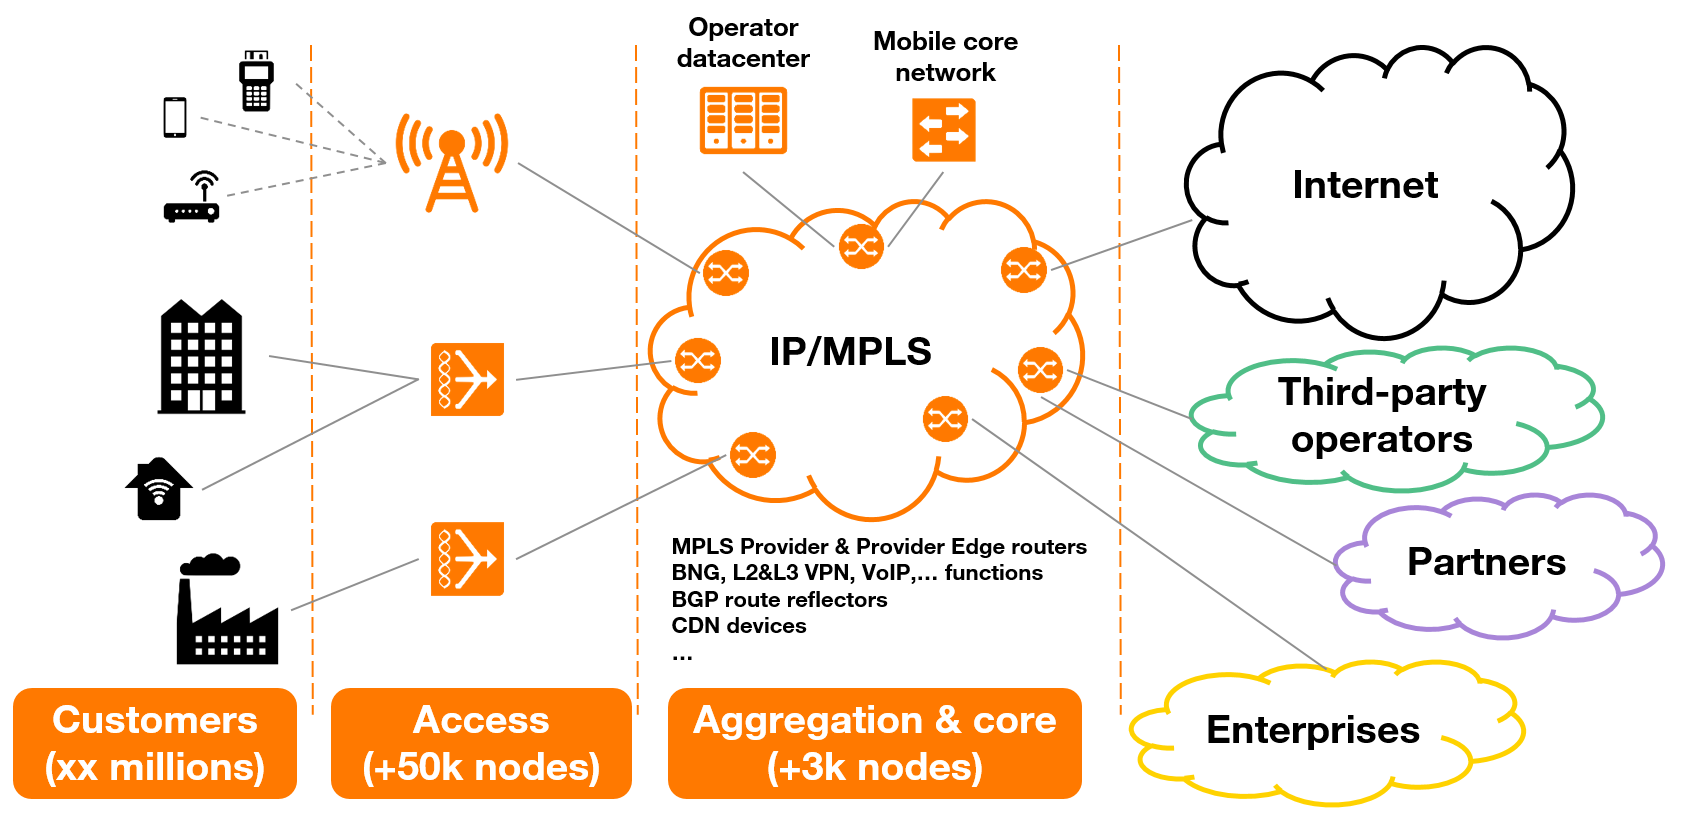 Operator
datacenter
Mobile core
network
Internet
IP/MPLS
Third-party
operators
Partners
Enterprises
MPLS Provider & Provider Edge routers
BNG, L2&L3 VPN, VoIP,... functions
BGP route reflectors
CDN devices
...
Customers
(xx millions)
Access
(+50k nodes)
Aggregation & core
(+3k nodes)